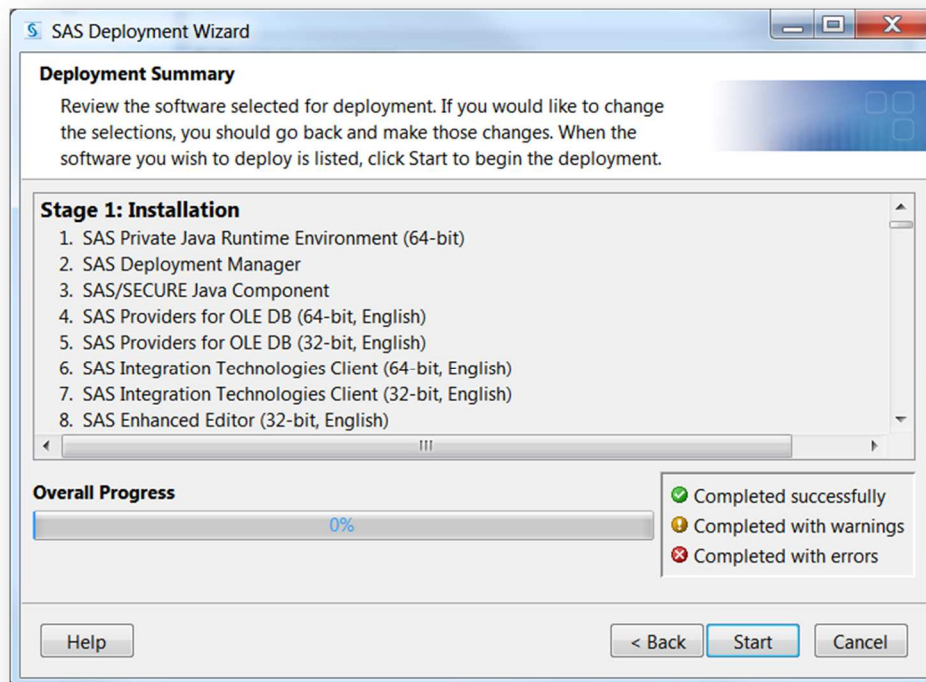 SAS Deployment Wizard
Deployment Summary
Review the software selected for deployment. If you would like to change
the selections, you should go back and make those changes. When the
software you wish to deploy is listed, click Start to begin the deployment.
Stage 1: Installation
1. SAS Private Java Runtime Environment (64-bit)
2. SAS Deployment Manager
3. SAS/SECURE Java Component
4. SAS Providers for OLE DB (64-bit, English)
5. SAS Providers for OLE DB (32-bit, English)
6. SAS Integration Technologies Client (64-bit, English)
7. SAS Integration Technologies Client (32-bit, English)
8. SAS Enhanced Editor (32-bit, English)
Overall Progress
0%
Completed successfully
Completed with warnings
Completed with errors
Help
< Back
Start
Cancel